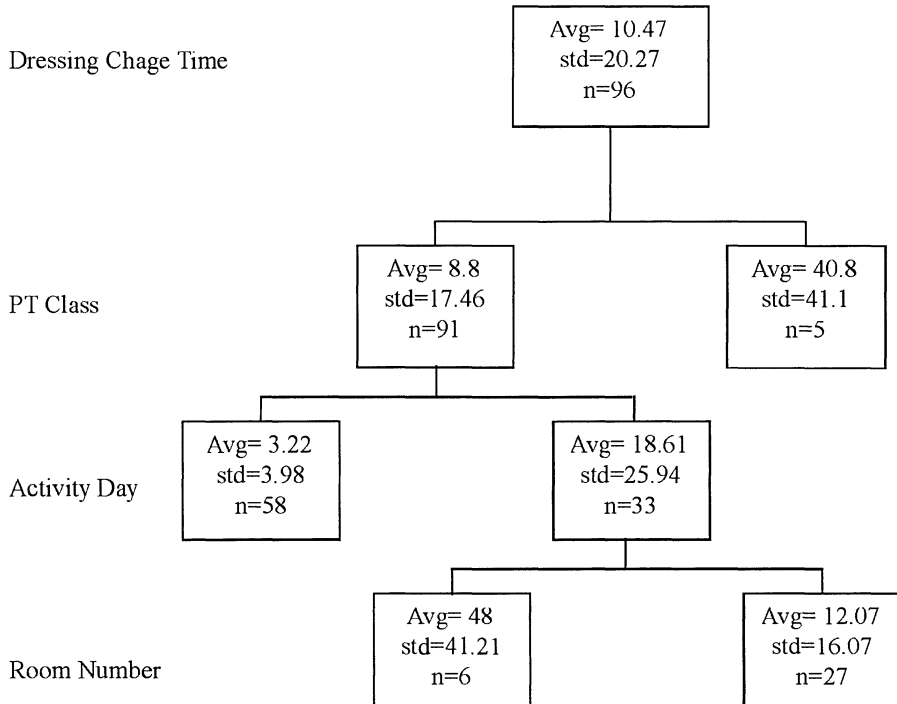 Dressing Chage Time
Avg= 10.47
std=20.27
n=96
PT Class
Avg= 8.8
std=17.46
n=91
Avg= 40.8
std=41.1
n=5
Activity Day
Avg= 3.22
std=3.98
n=58
Avg= 18.61
std=25.94
n=33
Room Number
Avg= 48
std=41.21
n=6
Avg= 12.07
std=16.07
n=27